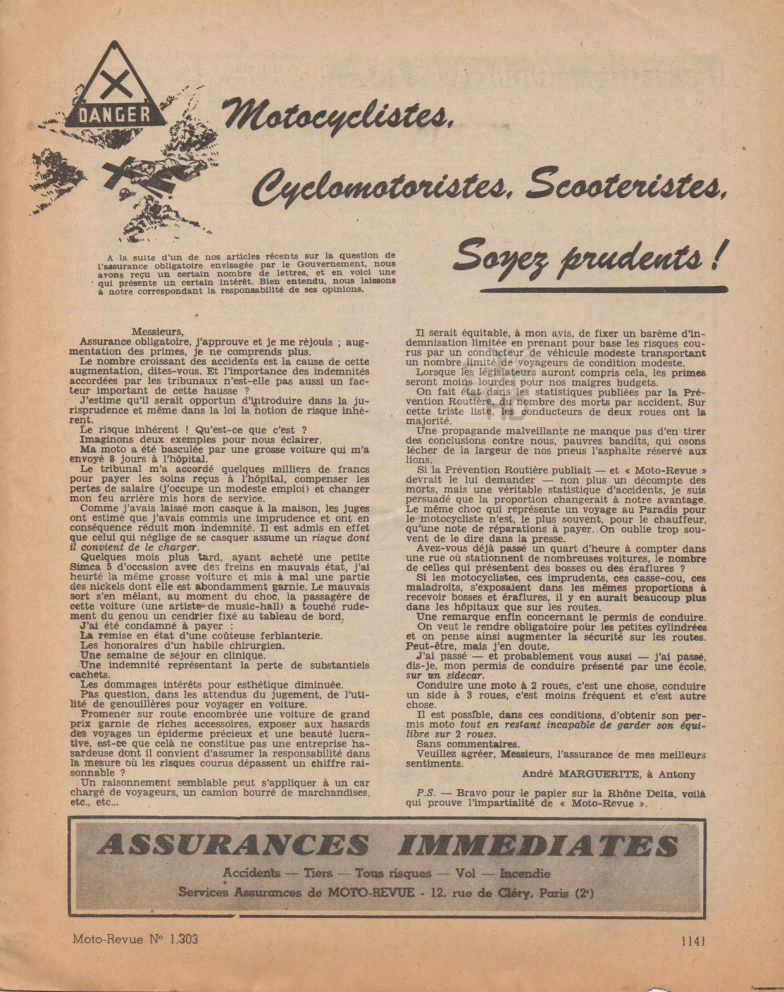 DANGER
Motocyclistes,
Cyclomotoristes, Scooteristes,
Soyez prudents !
A la suite d'un de nos articles récents sur la question de
l'assurance obligatoire envisagée par le Gouvernement, nous
avons reçu un certain nombre de lettres, et en voici une
qui présente un certain intérêt. Bien entendu, nous laissons
à notre correspondant la responsabilité de ses opinions.
Messieurs,
Assurance obligatoire, j'approuve et je me réjouis ; aug-
mentation des primes, je ne comprends plus.
Le nombre croissant des accidents est la cause de cette
augmentation, dites-vous. Et l'importance des indemnités
accordées par les tribunaux n'est-elle pas aussi un fac-
teur important de cette hausse ?
J'estime qu'il serait opportun d'introduire dans la ju-
risprudence et même dans la loi la notion de risque inhé-
rent.
Le risque inhérent ! Qu'est-ce que c'est ?
Imaginons deux exemples pour nous éclairer.
Ma moto a été basculée par une grosse voiture qui m'a
envoyé 8 jours à l'hôpital.
Le tribunal m'a accordé quelques milliers de francs
pour payer les soins reçus à l'hôpital, compenser les
pertes de salaire (j'occupe un modeste emploi) et changer
mon feu arrière mis hors de service.
Comme j'avais laissé mon casque à la maison, les juges
ont estimé que j'avais commis une imprudence et ont en
conséquence réduit mon indemnité. Il est admis en effet
que celui qui néglige de se casquer assume un risque dont
il convient de le charger.
Quelques mois plus tard, ayant acheté une petite
Simca 5 d'occasion avec des freins en mauvais état, j'ai
heurté la même grosse voiture et mis à mal une partie
des nickels dont elle est abondamment garnie. Le mauvais
sort s'en mêlant, au moment du choc, la passagère de
cette voiture (une artiste de music-hall) a touché rude-
ment du genou un cendrier fixé au tableau de bord.
J'ai été condamné à payer :
La remise en état d'une coûteuse ferblanterie.
Les honoraires d'un habile chirurgien.
Une semaine de séjour en clinique.
Une indemnité représentant la perte de substantiels
cachets.
Les dommages intérêts pour esthétique diminuée.
Pas question, dans les attendus du jugement, de l'uti-
lité de genouillères pour voyager en voiture.
Promener sur route encombrée une voiture de grand
prix garnie de riches accessoires, exposer aux hasards
des voyages un épiderme précieux et une beauté lucra-
tive, est-ce que celà ne constitue pas une entreprise ha-
sardeuse dont il convient d'assumer la responsabilité dans
la mesure où les risques courus dépassent un chiffre rai-
sonnable ?
Un raisonnement semblable peut s'appliquer à un car
chargé de voyageurs, un camion bourré de marchandises,
etc., etc...
Il serait équitable, à mon avis, de fixer un barème d'in-
demnisation limitée en prenant pour base les risques cou-
rus par un conducteur de véhicule modeste transportant
un nombre limité de voyageurs de condition modeste.
Lorsque les législateurs auront compris cela, les primes
seront moins lourdes pour nos maigres budgets.
On fait état dans les statistiques publiées par la Pré-
vention Routière, du nombre des morts par accident. Sur
cette triste liste, les conducteurs de deux roues ont la
majorité.
Une propagande malveillante ne manque pas d'en tirer
des conclusions contre nous, pauvres bandits, qui osons
lécher de la largeur de nos pneus l'asphalte réservé aux
lions.
Si la Prévention Routière publiait — et « Moto-Revue »
devrait le lui demander — non plus un décompte des
morts, mais une véritable statistique d'accidents, je suis
persuadé que la proportion changerait à notre avantage.
Le même choc qui représente un voyage au Paradis pour
le motocycliste n'est, le plus souvent, pour le chauffeur,
qu'une note de réparations à payer. On oublie trop sou-
vent de le dire dans la presse.
Avez-vous déjà passé un quart d'heure à compter dans
une rue où stationnent de nombreuses voitures, le nombre
de celles qui présentent des bosses ou des éraflures ?
Si les motocyclistes, ces imprudents, ces casse-cou, ces
maladroits, s'exposaient dans les mêmes proportions à
recevoir bosses et éraflures, il y en aurait beaucoup plus
dans les hôpitaux que sur les routes.
Une remarque enfin concernant le permis de conduire.
On veut le rendre obligatoire pour les petites cylindrées
et on pense ainsi augmenter la sécurité sur les routes.
Peut-être, mais j'en doute.
J'ai passé — et probablement vous aussi — j'ai passé,
dis-je, mon permis de conduire présenté par une école,
sur un sidecar.
Conduire une moto à 2 roues, c'est une chose, conduire
un side à 3 roues, c'est moins fréquent et c'est autre
chose.
Il est possible, dans ces conditions, d'obtenir son per-
mis moto tout en restant incapable de garder son équi-
libre sur 2 roues.
Sans commentaires.
Veuillez agréer, Messieurs, l'assurance de mes meilleurs
sentiments.
André MARGUERITE, à Antony
P.S. — Bravo pour le papier sur la Rhône Delta, voilà
qui prouve l'impartialité de « Moto-Revue ».
ASSURANCES IMMEDIATES
Accidents — Tiers — Tous risques — Vol — Incendie
Services Assurances de MOTO-REVUE - 12, rue de Cléry, Paris (2e)
Moto-Revue N° 1.303
1141